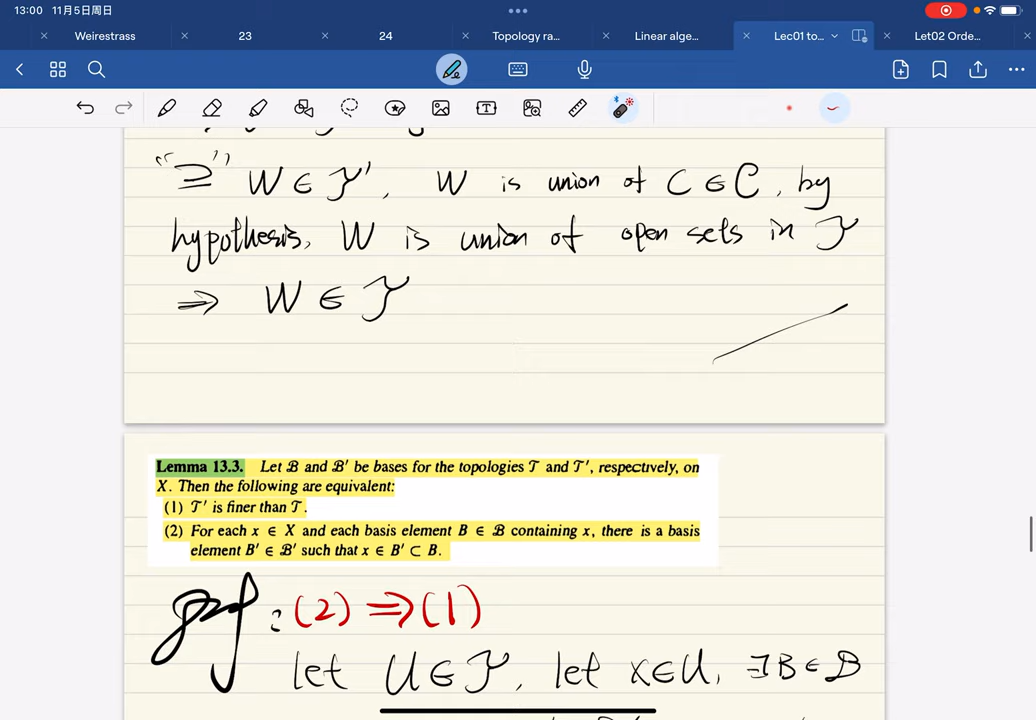 13:00 11月5日周日
Weirestrass
23
24
Topology ra...
Linear alge...
Lec01 to...
Let02 Orde...
"⊇" W ∈ 𝒯', W is union of C ∈ C, by
hypothesis, W is union of open sets in 𝒯
⇒ W ∈ 𝒯
Lemma 13.3. Let ℬ and ℬ' be bases for the topologies 𝒯 and 𝒯', respectively, on
X. Then the following are equivalent:
(1) 𝒯' is finer than 𝒯.
(2) For each x ∈ X and each basis element B ∈ ℬ containing x, there is a basis
element B' ∈ ℬ' such that x ∈ B' ⊂ B.
prf: (2) ⇒ (1)
let U ∈ 𝒯, let x ∈ U, ∃ B ∈ ℬ